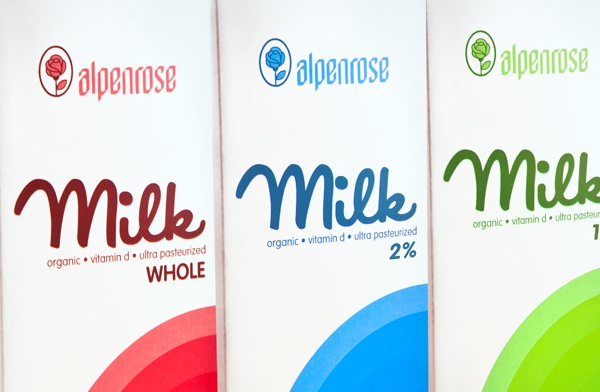 alpenrose
Milk
organic • vitamin d • ultra pasteurized
WHOLE
alpenrose
Milk
organic • vitamin d • ultra pasteurized
2%
alpenrose
Milk
organic • vitamin d • ultra
1